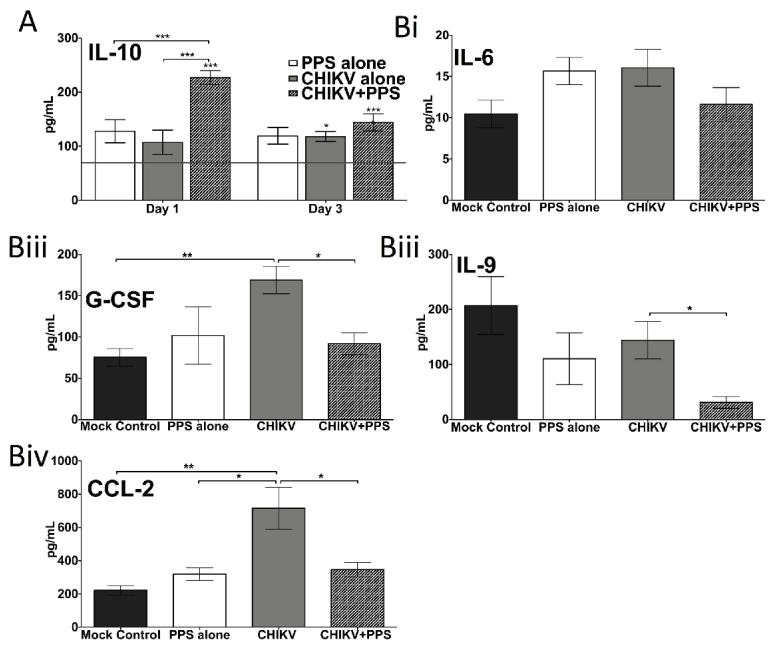 A
IL-10
***
***
***
*
***
PPS alone
CHIKV alone
CHIKV+PPS
pg/mL
300
200
100
0
Day 1
Day 3
Bi
IL-6
pg/mL
20
15
10
5
0
Mock Control
PPS alone
CHIKV
CHIKV+PPS
Biii
G-CSF
**
*
pg/mL
200
150
100
50
0
Mock Control
PPS alone
CHIKV
CHIKV+PPS
Biii
IL-9
*
pg/mL
300
200
100
0
Mock Control
PPS alone
CHIKV
CHIKV+PPS
Biv
CCL-2
**
*
*
pg/mL
1000
800
600
400
200
0
Mock Control
PPS alone
CHIKV
CHIKV+PPS